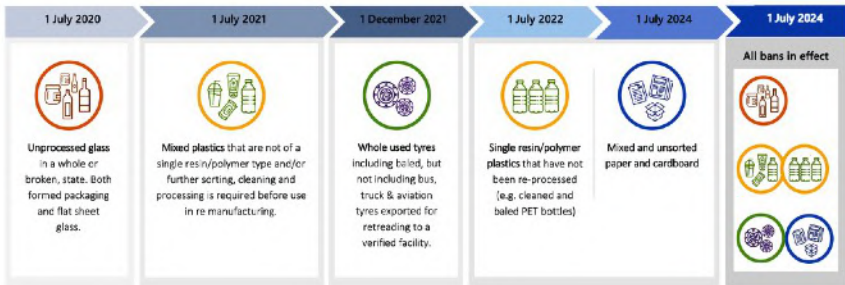 1 July 2020
1 July 2021
1 December 2021
1 July 2022
1 July 2024
1 July 2024
Unprocessed glass
in a whole or
broken, state. Both
formed packaging
and flat sheet
glass.
Mixed plastics that are not of a
single resin/polymer type and/or
further sorting, cleaning and
processing is required before use
in re manufacturing.
Whole used tyres
including baled, but
not including bus,
truck & aviation
tyres exported for
retreading to a
verified facility.
Single resin/polymer
plastics that have not
been re-processed
(e.g. cleaned and
baled PET bottles)
Mixed and unsorted
paper and cardboard
All bans in effect